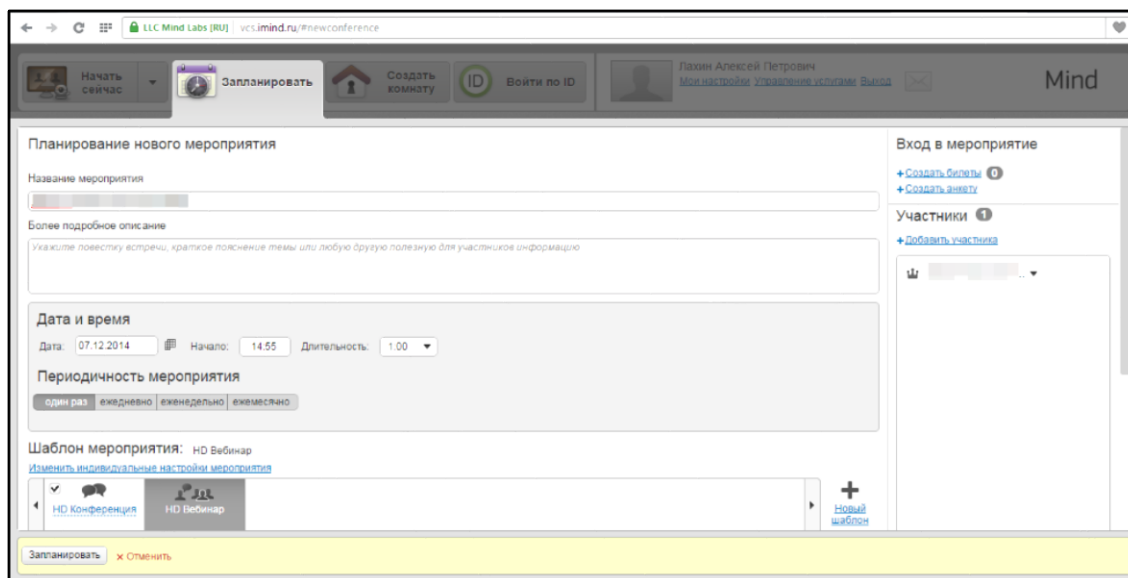 LLC Mind Labs [RU] vcs.imind.ru/#newconference
Начать сейчас
Запланировать
Создать комнату
ID
Войти по ID
Лахин Алексей Петрович
Мои настройки Управление услугами Выход
Mind
Планирование нового мероприятия
Название мероприятия
Более подробное описание
Укажите повестку встречи, краткое пояснение темы или любую другую полезную для участников информацию
Дата и время
Дата: 07.12.2014 Начало: 14:55 Длительность: 1:00
Периодичность мероприятия
один раз ежедневно еженедельно ежемесячно
Шаблон мероприятия: HD Вебинар
Изменить индивидуальные настройки мероприятия
HD Конференция
HD Вебинар
Новый шаблон
Вход в мероприятие
+Создать билеты 0
+Создать анкету
Участники 1
+Добавить участника
..
Запланировать × Отменить